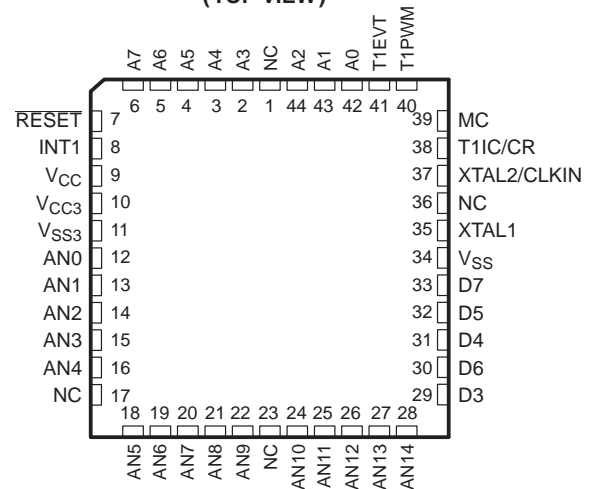 (TOP VIEW)
A7 A6 A5 A4 A3 NC A2 A1 A0 T1EVT T1PWM
6 5 4 3 2 1 44 43 42 41 40
RESET 7 39 MC
INT1 8 38 T1IC/CR
VCC 9 37 XTAL2/CLKIN
VCC3 10 36 NC
VSS3 11 35 XTAL1
AN0 12 34 VSS
AN1 13 33 D7
AN2 14 32 D5
AN3 15 31 D4
AN4 16 30 D6
NC 17 29 D3
18 19 20 21 22 23 24 25 26 27 28
AN5 AN6 AN7 AN8 AN9 NC AN10 AN11 AN12 AN13 AN14